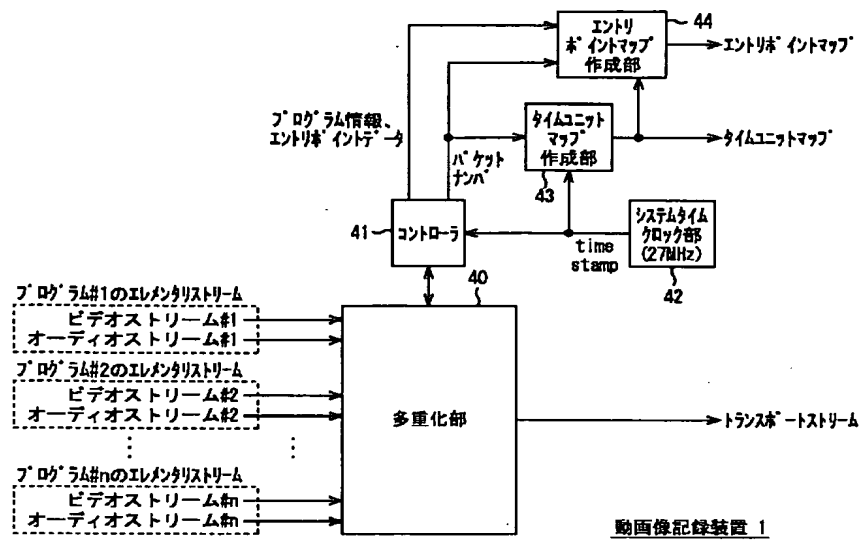 44
エントリ
ポイントマップ
作成部
エントリポイントマップ
プログラム情報、
エントリポイントデータ
パケット
ナンバ
タイムユニット
マップ
作成部
43
タイムユニットマップ
41
コントローラ
time
stamp
システムタイム
クロック部
(27MHz)
42
40
プログラム#1のエレメンタリストリーム
ビデオストリーム#1
オーディオストリーム#1
プログラム#2のエレメンタリストリーム
ビデオストリーム#2
オーディオストリーム#2
プログラム#nのエレメンタリストリーム
ビデオストリーム#n
オーディオストリーム#n
多重化部
トランスポートストリーム
動画像記録装置 1